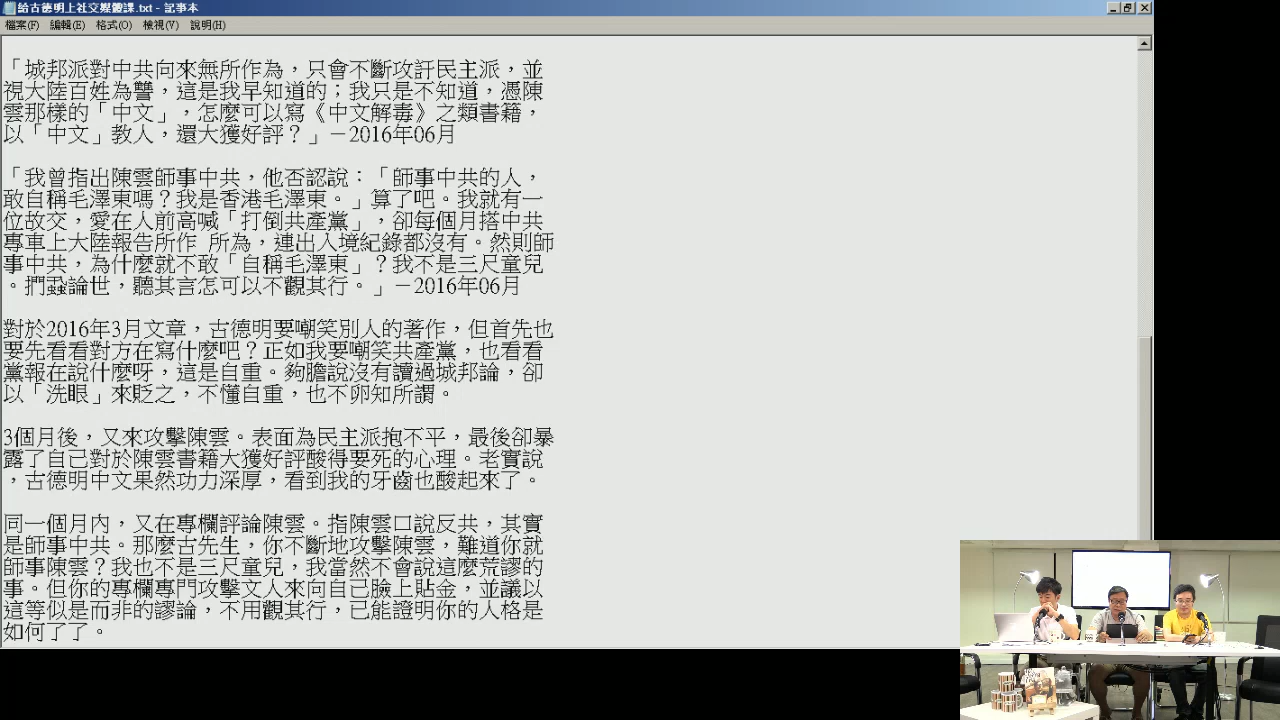 給古德明上社交媒體課.txt - 記事本
檔案(F) 編輯(E) 格式(O) 檢視(V) 說明(H)
「城邦派對中共向來無所作為，只會不斷攻訐民主派，並
視大陸百姓為讐，這是我早知道的；我只是不知道，憑陳
雲那樣的「中文」，怎麼可以寫《中文解毒》之類書籍，
以「中文」教人，還大獲好評？」－2016年06月
「我曾指出陳雲師事中共，他否認說：「師事中共的人，
敢自稱毛澤東嗎？我是香港毛澤東。」算了吧。我就有一
位故交，愛在人前高喊「打倒共產黨」，卻每個月搭中共
專車上大陸報告所作 所為，連出入境紀錄都沒有。然則師
事中共，為什麼就不敢「自稱毛澤東」？我不是三尺童兒
。捫蝨論世，聽其言怎可以不觀其行。」－2016年06月
對於2016年3月文章，古德明要嘲笑別人的著作，但首先也
要先看看對方在寫什麼吧？正如我要嘲笑共產黨，也看看
黨報在說什麼呀，這是自重。夠膽說沒有讀過城邦論，卻
以「洗眼」來貶之，不懂自重，也不卵知所謂。
3個月後，又來攻擊陳雲。表面為民主派抱不平，最後卻暴
露了自己對於陳雲書籍大獲好評酸得要死的心理。老實說
，古德明中文果然功力深厚，看到我的牙齒也酸起來了。
同一個月內，又在專欄評論陳雲。指陳雲口說反共，其實
是師事中共。那麼古先生，你不斷地攻擊陳雲，難道你就
師事陳雲？我也不是三尺童兒，我當然不會說這麼荒謬的
事。但你的專欄專門攻擊文人來向自己臉上貼金，並議以
這等似是而非的謬論，不用觀其行，已能證明你的人格是
如何了了。